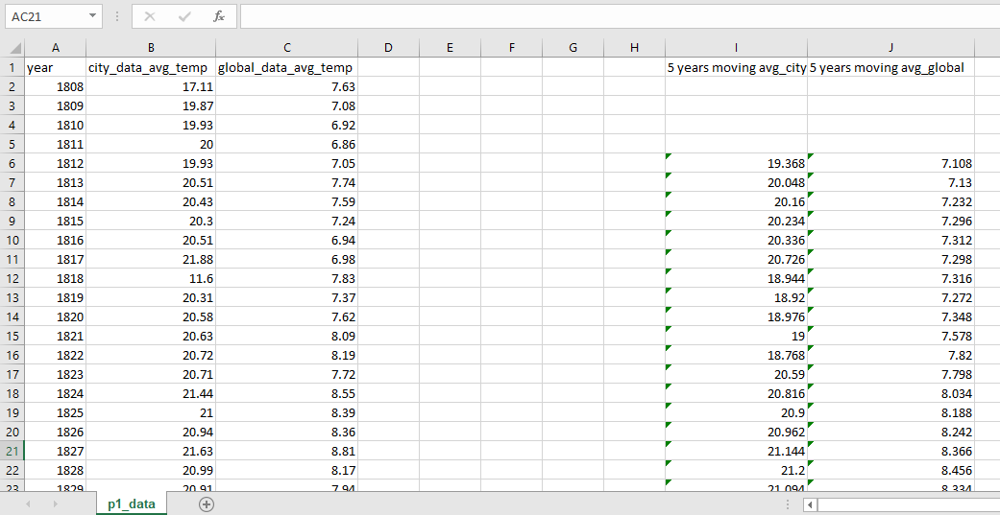 AC21 fx
A B C D E F G H I J
1 year city_data_avg_temp global_data_avg_temp 5 years moving avg_city 5 years moving avg_global
2 1808 17.11 7.63
3 1809 19.87 7.08
4 1810 19.93 6.92
5 1811 20 6.86
6 1812 19.93 7.05 19.368 7.108
7 1813 20.51 7.74 20.048 7.13
8 1814 20.43 7.59 20.16 7.232
9 1815 20.3 7.24 20.234 7.296
10 1816 20.51 6.94 20.336 7.312
11 1817 21.88 6.98 20.726 7.298
12 1818 11.6 7.83 18.944 7.316
13 1819 20.31 7.37 18.92 7.272
14 1820 20.58 7.62 18.976 7.348
15 1821 20.63 8.09 19 7.578
16 1822 20.72 8.19 18.768 7.82
17 1823 20.71 7.72 20.59 7.798
18 1824 21.44 8.55 20.816 8.034
19 1825 21 8.39 20.9 8.188
20 1826 20.94 8.36 20.962 8.242
21 1827 21.63 8.81 21.144 8.366
22 1828 20.99 8.17 21.2 8.456
23 1829 20.91 7.94 21.094 8.334
p1_data